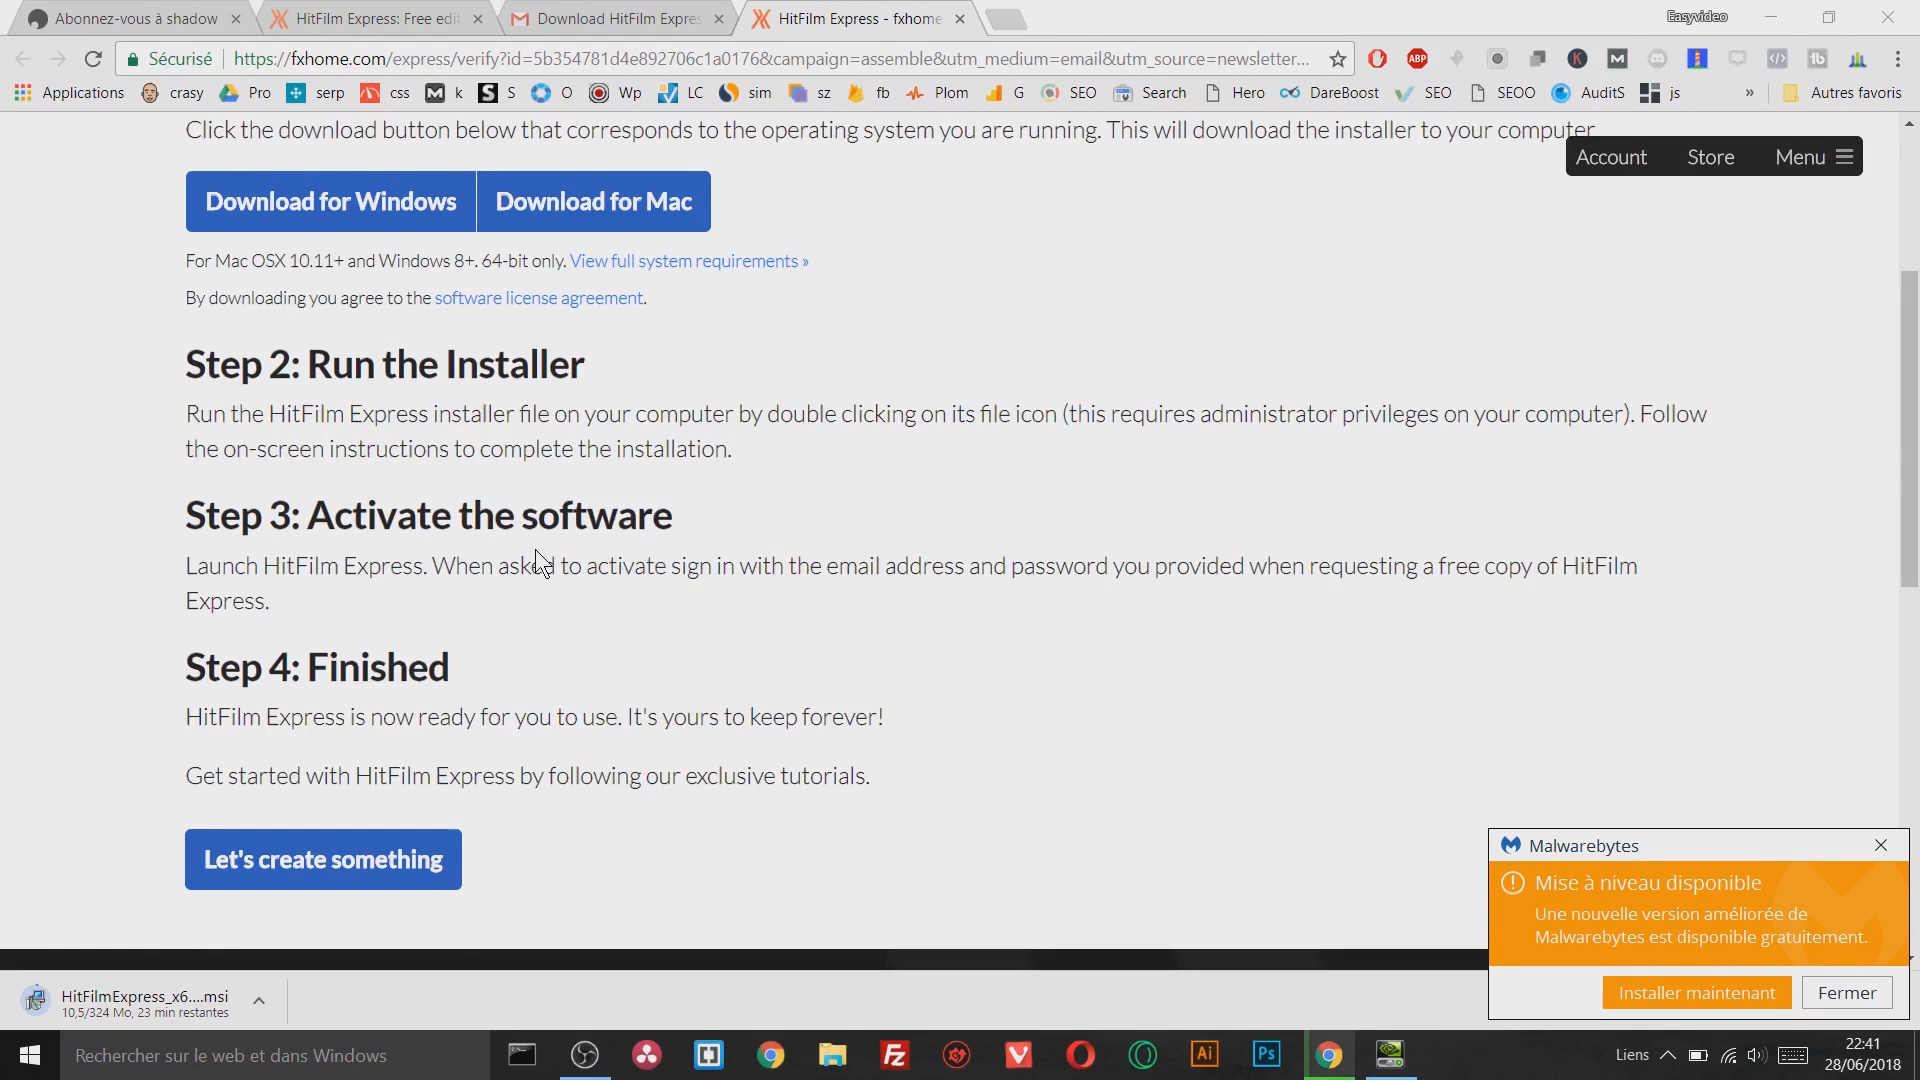 Abonnez-vous à shadow
HitFilm Express: Free edit
Download HitFilm Expres
HitFilm Express - fxhome
Easyvideo
Sécurisé
https://fxhome.com/express/verify?id=5b354781d4e892706c1a0176&campaign=assemble&utm_medium=email&utm_source=newsletter...
ABP
Applications
crasy
Pro
serp
css
k
S
O
Wp
LC
sim
sz
fb
Plom
G
SEO
Search
Hero
DareBoost
SEO
SEOO
AuditS
js
»
Autres favoris
Click the download button below that corresponds to the operating system you are running. This will download the installer to your computer
Account
Store
Menu
Download for Windows
Download for Mac
For Mac OSX 10.11+ and Windows 8+. 64-bit only. View full system requirements »
By downloading you agree to the software license agreement.
Step 2: Run the Installer
Run the HitFilm Express installer file on your computer by double clicking on its file icon (this requires administrator privileges on your computer). Follow
the on-screen instructions to complete the installation.
Step 3: Activate the software
Launch HitFilm Express. When asked to activate sign in with the email address and password you provided when requesting a free copy of HitFilm
Express.
Step 4: Finished
HitFilm Express is now ready for you to use. It's yours to keep forever!
Get started with HitFilm Express by following our exclusive tutorials.
Let's create something
Malwarebytes
Mise à niveau disponible
Une nouvelle version améliorée de
Malwarebytes est disponible gratuitement.
Installer maintenant
Fermer
HitFilmExpress_x6....msi
10,5/324 Mo, 23 min restantes
Rechercher sur le web et dans Windows
Fz
Ai
Ps
Liens
22:41
28/06/2018